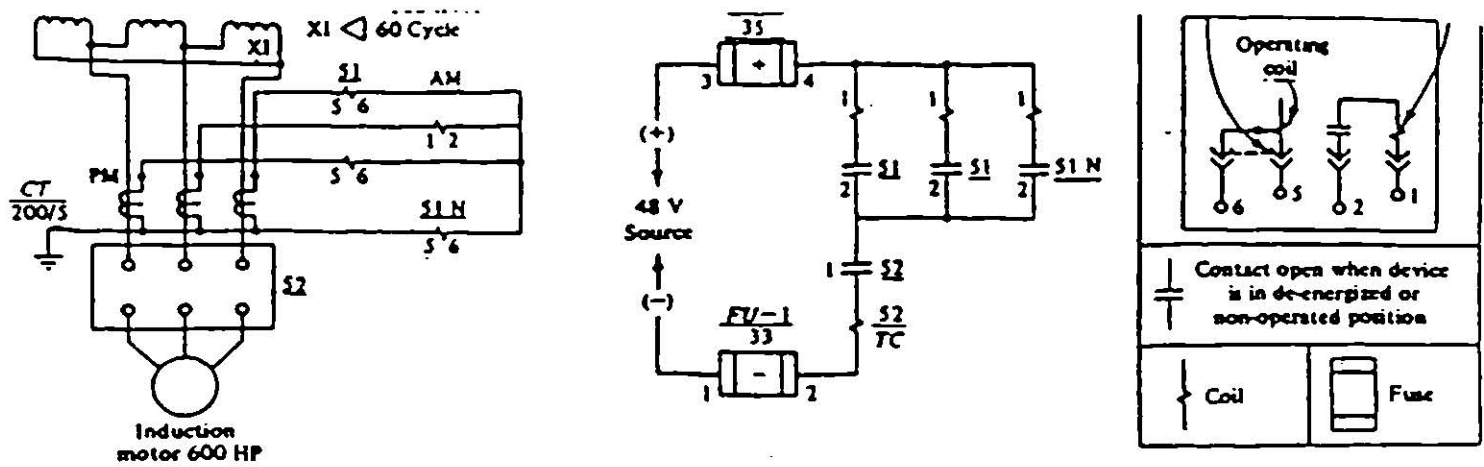 X1 60 Cycle
X1
51
5 6
AM
1 2
5 6
PM
CT
200/5
51 N
5 6
52
Induction
motor 600 HP
35
3 + 4
(+)
48 V
Source
(−)
1 1 1
51 51 51 N
2 2 2
1 52
52
TC
FU-1
33
1 − 2
Operating
coil
6 5 2 1
Contact open when device
is in de-energized or
non-operated position
Coil
Fuse